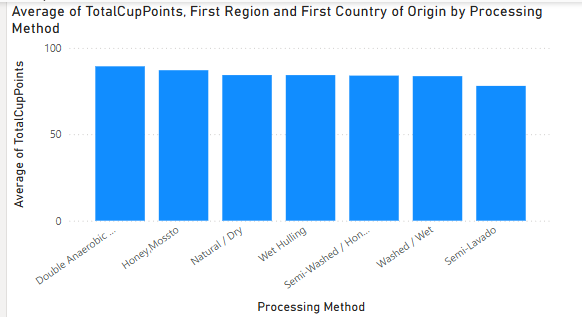 Average of TotalCupPoints, First Region and First Country of Origin by Processing
Method
100
50
0
Average of TotalCupPoints
Double Anaerobic ...
Honey,Mossto
Natural / Dry
Wet Hulling
Semi-Washed / Hon...
Washed / Wet
Semi-Lavado
Processing Method